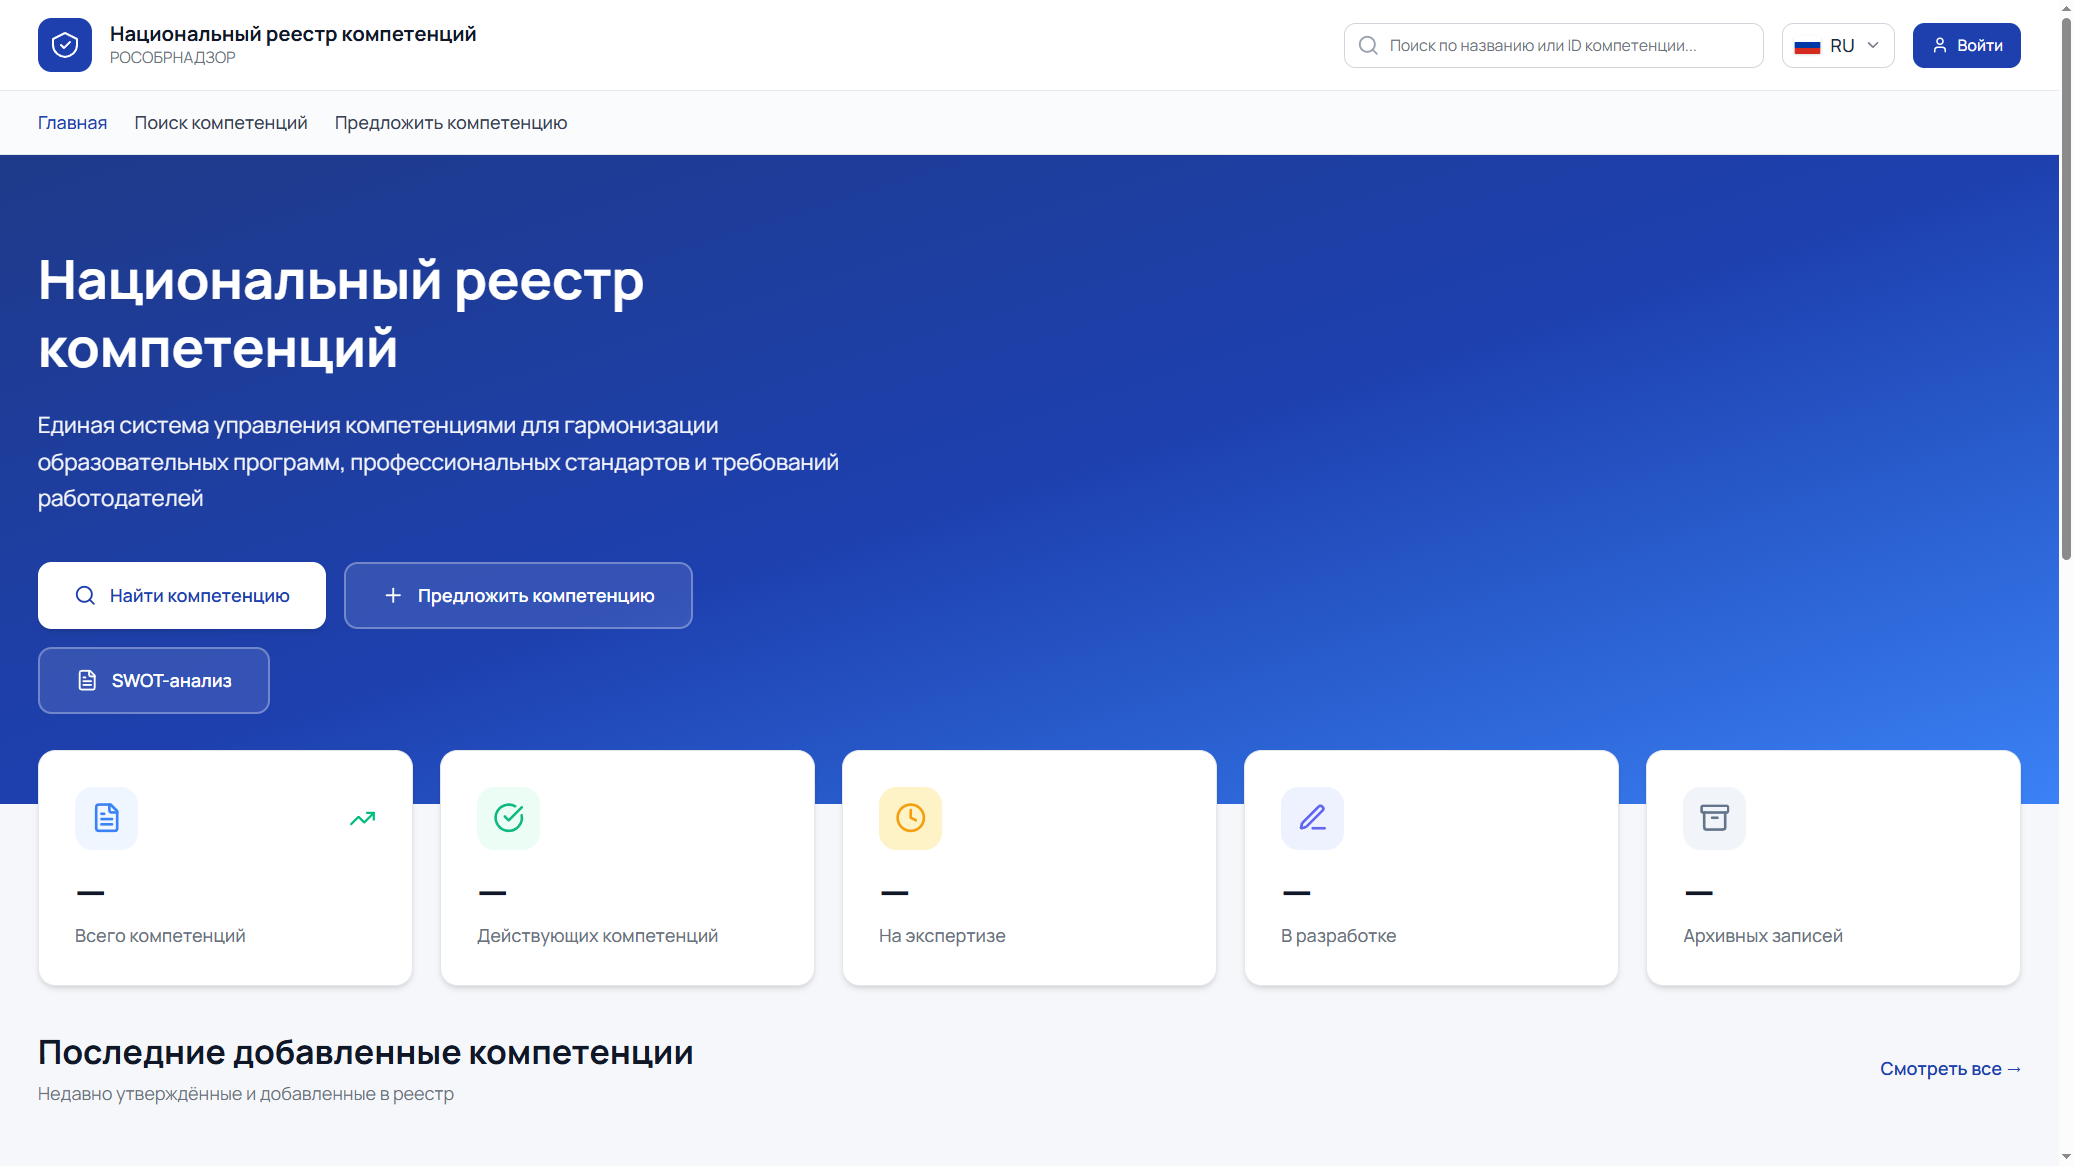 Национальный реестр компетенций
РОСОБРНАДЗОР
Поиск по названию или ID компетенции...
RU
Войти
Главная
Поиск компетенций
Предложить компетенцию
Национальный реестр
компетенций
Единая система управления компетенциями для гармонизации
образовательных программ, профессиональных стандартов и требований
работодателей
Найти компетенцию
Предложить компетенцию
SWOT-анализ
—
Всего компетенций
—
Действующих компетенций
—
На экспертизе
—
В разработке
—
Архивных записей
Последние добавленные компетенции
Недавно утверждённые и добавленные в реестр
Смотреть все →